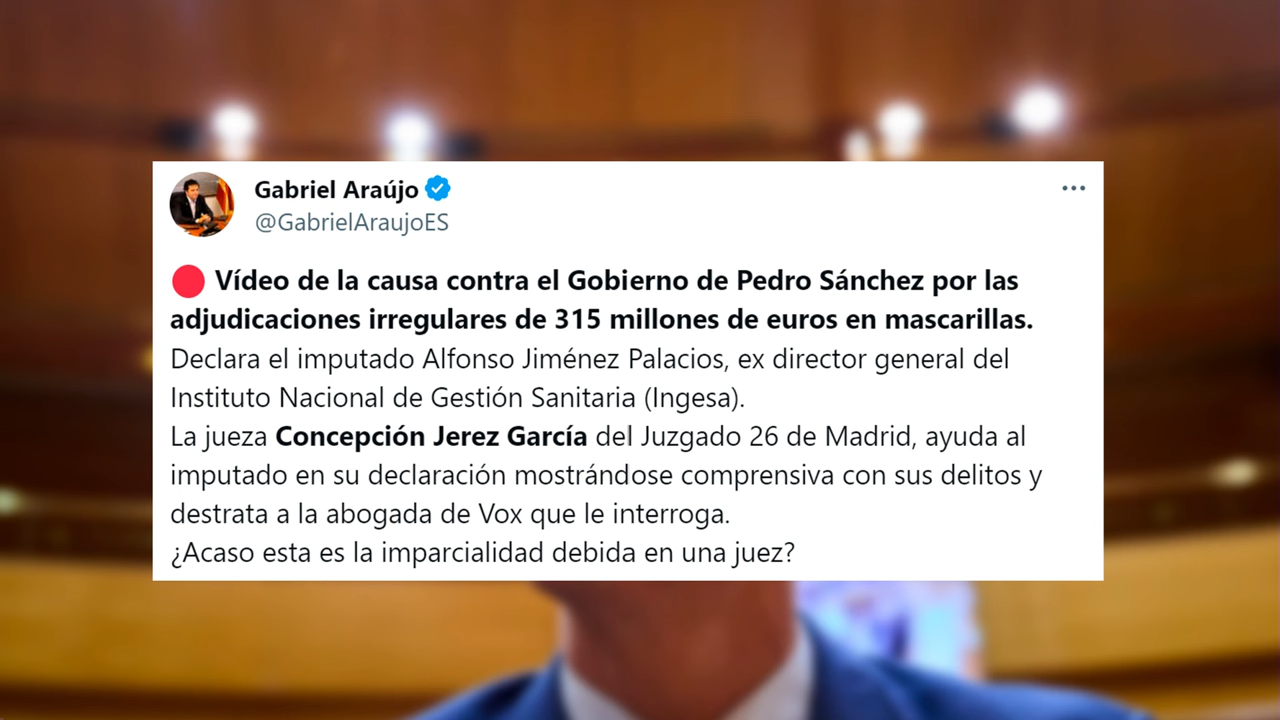 Gabriel Araújo
@GabrielAraujoES
Vídeo de la causa contra el Gobierno de Pedro Sánchez por las
adjudicaciones irregulares de 315 millones de euros en mascarillas.
Declara el imputado Alfonso Jiménez Palacios, ex director general del
Instituto Nacional de Gestión Sanitaria (Ingesa).
La jueza Concepción Jerez García del Juzgado 26 de Madrid, ayuda al
imputado en su declaración mostrándose comprensiva con sus delitos y
destrata a la abogada de Vox que le interroga.
¿Acaso esta es la imparcialidad debida en una juez?